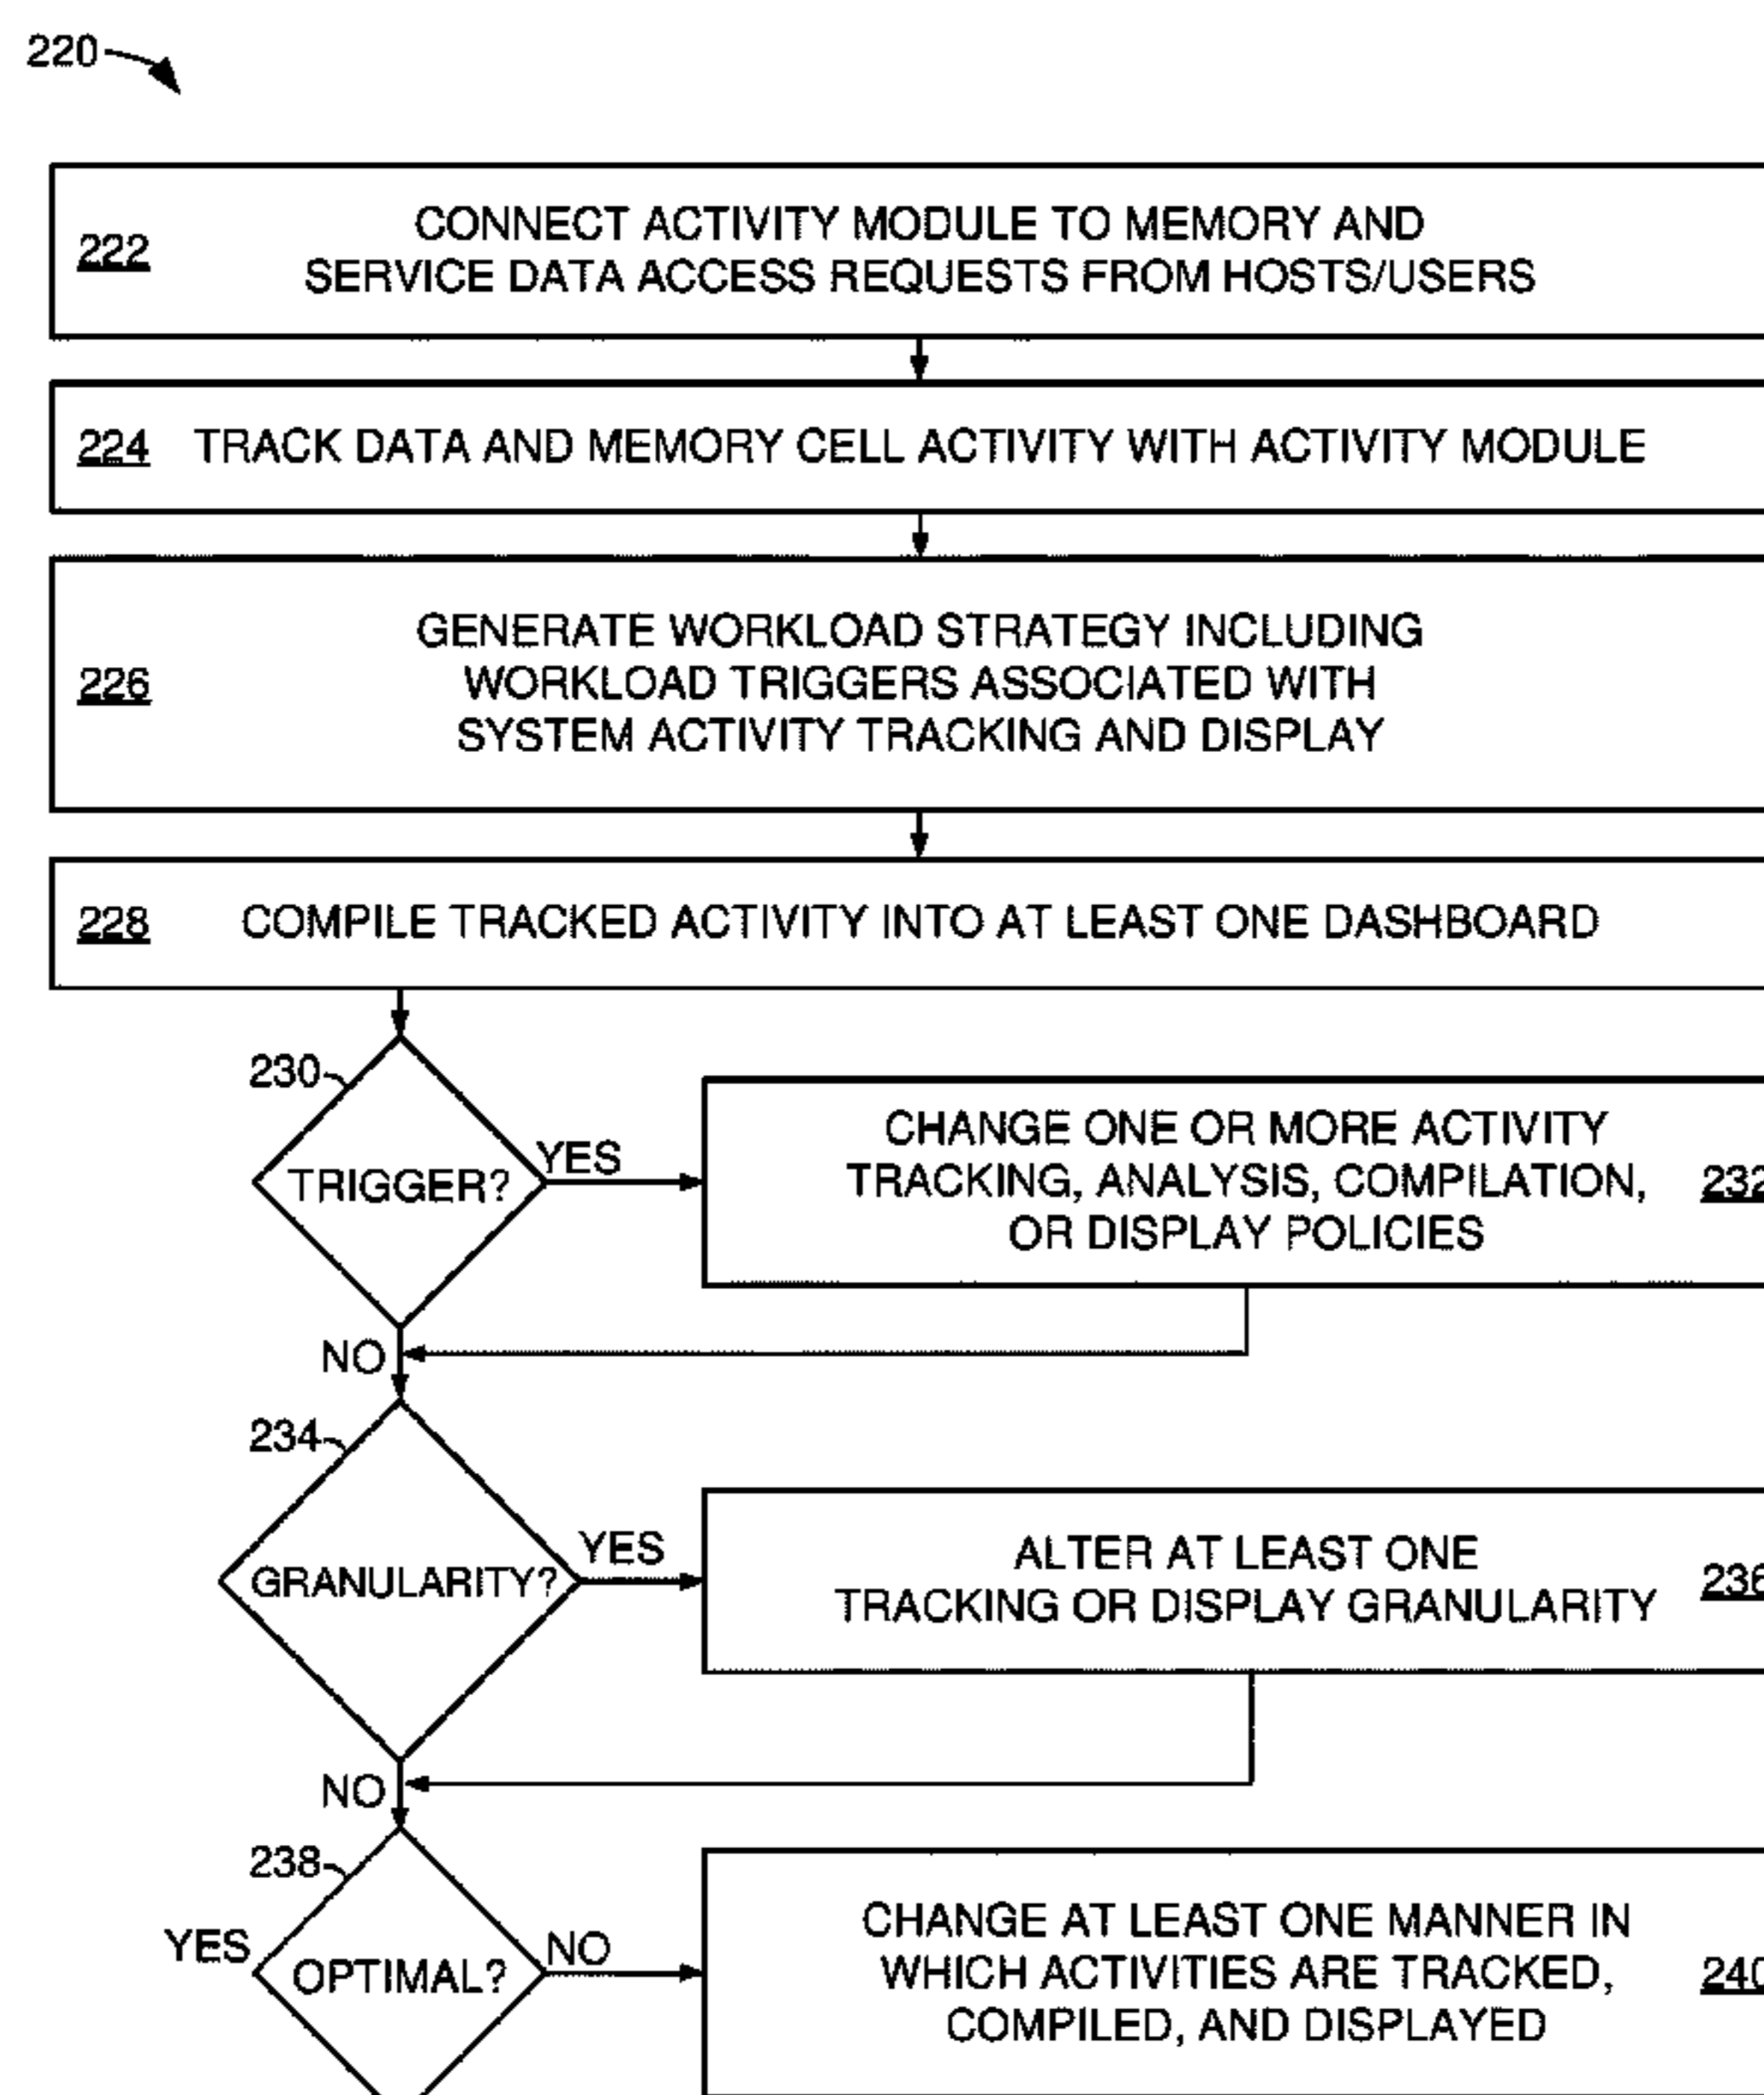 220
CONNECT ACTIVITY MODULE TO MEMORY AND
222
SERVICE DATA ACCESS REQUESTS FROM HOSTS/USERS
224 TRACK DATA AND MEMORY CELL ACTIVITY WITH ACTIVITY MODULE
GENERATE WORKLOAD STRATEGY INCLUDING
226 WORKLOAD TRIGGERS ASSOCIATED WITH
SYSTEM ACTIVITY TRACKING AND DISPLAY
228 COMPILE TRACKED ACTIVITY INTO AT LEAST ONE DASHBOARD
230
TRIGGER?
YES
CHANGE ONE OR MORE ACTIVITY
TRACKING, ANALYSIS, COMPILATION, 232
OR DISPLAY POLICIES
NO
234
GRANULARITY?
YES
ALTER AT LEAST ONE
236
TRACKING OR DISPLAY GRANULARITY
NO
238
YES
OPTIMAL?
NO
CHANGE AT LEAST ONE MANNER IN
WHICH ACTIVITIES ARE TRACKED, 240
COMPILED, AND DISPLAYED